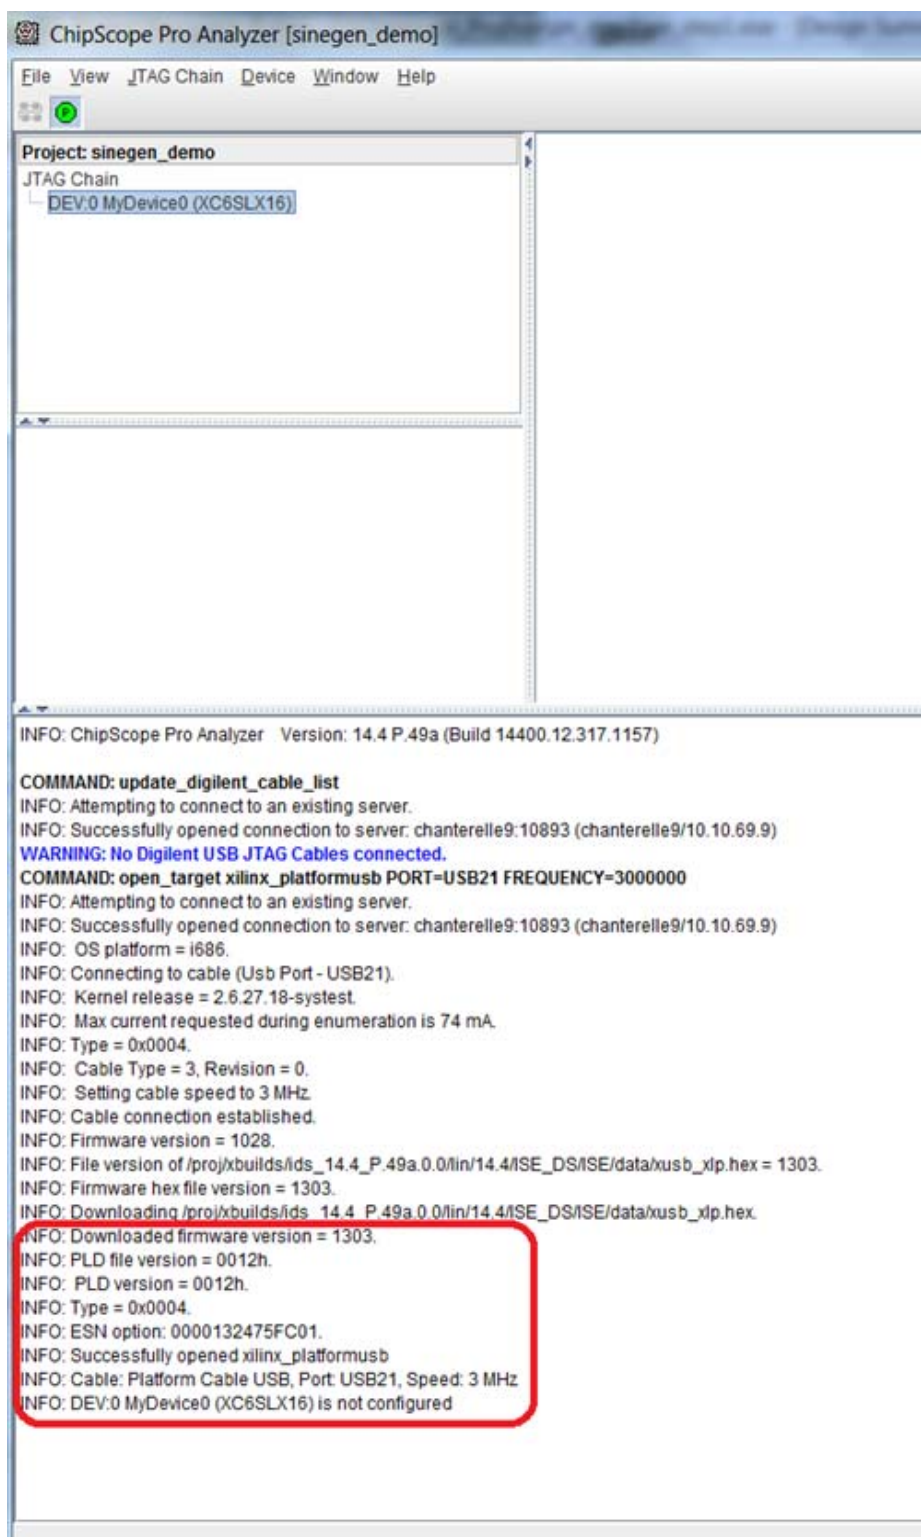 ChipScope Pro Analyzer [sinegen_demo]
File View JTAG Chain Device Window Help
P
Project: sinegen_demo
JTAG Chain
DEV:0 MyDevice0 (XC6SLX16)
INFO: ChipScope Pro Analyzer Version: 14.4 P.49a (Build 14400.12.317.1157)
COMMAND: update_digilent_cable_list
INFO: Attempting to connect to an existing server.
INFO: Successfully opened connection to server: chanterelle9:10893 (chanterelle9/10.10.69.9)
WARNING: No Digilent USB JTAG Cables connected.
COMMAND: open_target xilinx_platformusb PORT=USB21 FREQUENCY=3000000
INFO: Attempting to connect to an existing server.
INFO: Successfully opened connection to server: chanterelle9:10893 (chanterelle9/10.10.69.9)
INFO: OS platform = i686.
INFO: Connecting to cable (Usb Port - USB21).
INFO: Kernel release = 2.6.27.18-systest.
INFO: Max current requested during enumeration is 74 mA.
INFO: Type = 0x0004.
INFO: Cable Type = 3, Revision = 0.
INFO: Setting cable speed to 3 MHz.
INFO: Cable connection established.
INFO: Firmware version = 1028.
INFO: File version of /proj/xbuilds/ids_14.4_P.49a.0.0/lin/14.4/ISE_DS/ISE/data/xusb_xlp.hex = 1303.
INFO: Firmware hex file version = 1303.
INFO: Downloading /proj/xbuilds/ids_14.4_P.49a.0.0/lin/14.4/ISE_DS/ISE/data/xusb_xlp.hex.
INFO: Downloaded firmware version = 1303.
INFO: PLD file version = 0012h.
INFO: PLD version = 0012h.
INFO: Type = 0x0004.
INFO: ESN option: 0000132475FC01.
INFO: Successfully opened xilinx_platformusb
INFO: Cable: Platform Cable USB, Port: USB21, Speed: 3 MHz
INFO: DEV:0 MyDevice0 (XC6SLX16) is not configured